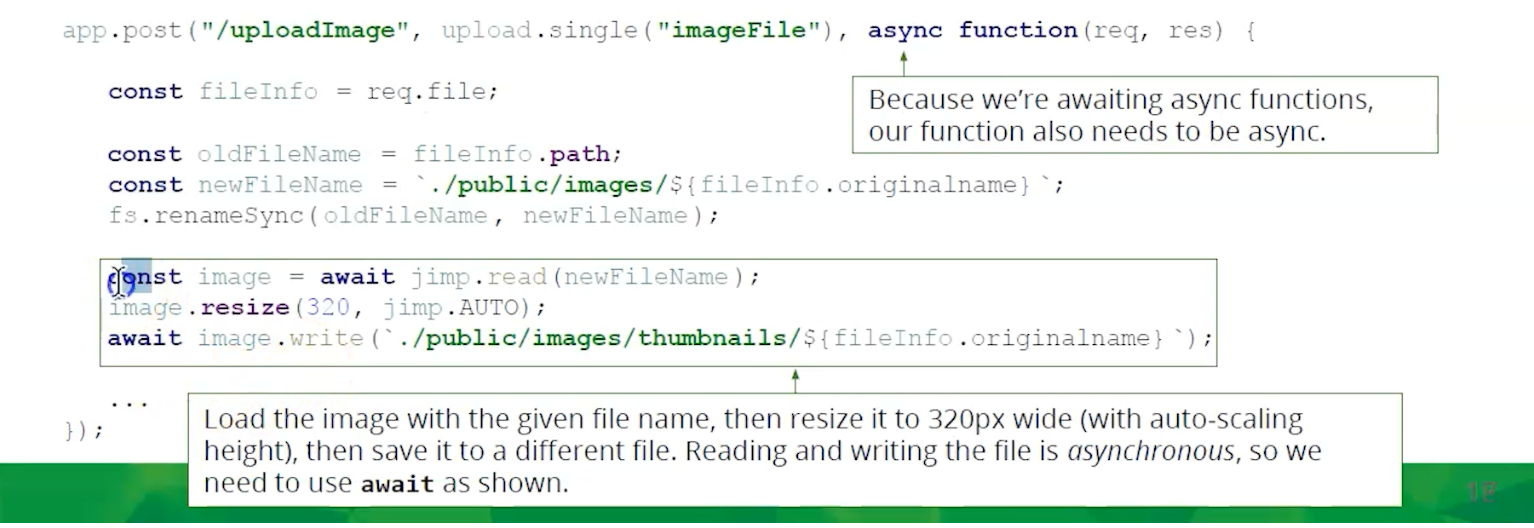 app.post("/uploadImage", upload.single("imageFile"), async function(req, res) {
const fileInfo = req.file;
Because we're awaiting async functions,
our function also needs to be async.
const oldFileName = fileInfo.path;
const newFileName = `./public/images/${fileInfo.originalname}`;
fs.renameSync(oldFileName, newFileName);
const image = await jimp.read(newFileName);
image.resize(320, jimp.AUTO);
await image.write(`./public/images/thumbnails/${fileInfo.originalname}`);
...
});
Load the image with the given file name, then resize it to 320px wide (with auto-scaling
height), then save it to a different file. Reading and writing the file is asynchronous, so we
need to use await as shown.